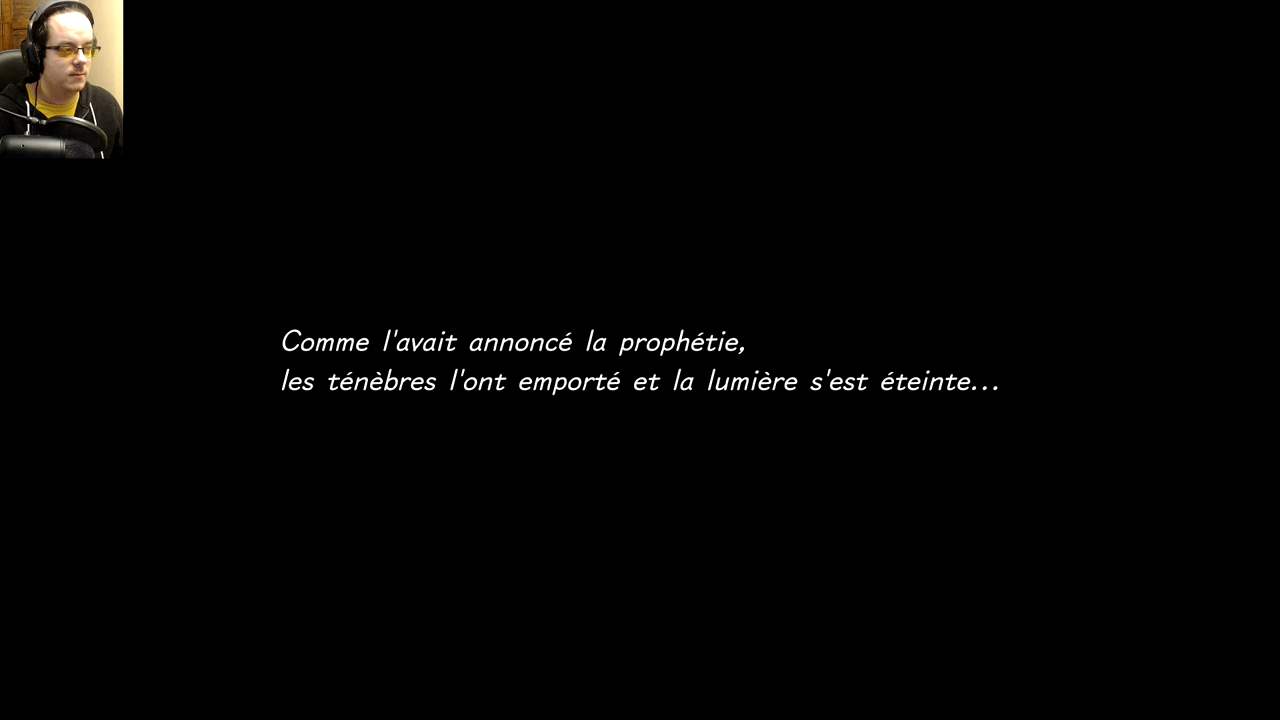 Comme l'avait annoncé la prophétie,
les ténèbres l'ont emporté et la lumière s'est éteinte...